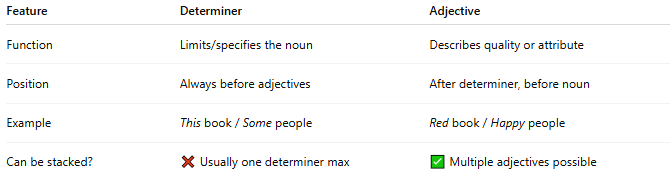 Feature Determiner Adjective
Function Limits/specifies the noun Describes quality or attribute
Position Always before adjectives After determiner, before noun
Example This book / Some people Red book / Happy people
Can be stacked? ❌ Usually one determiner max ✅ Multiple adjectives possible